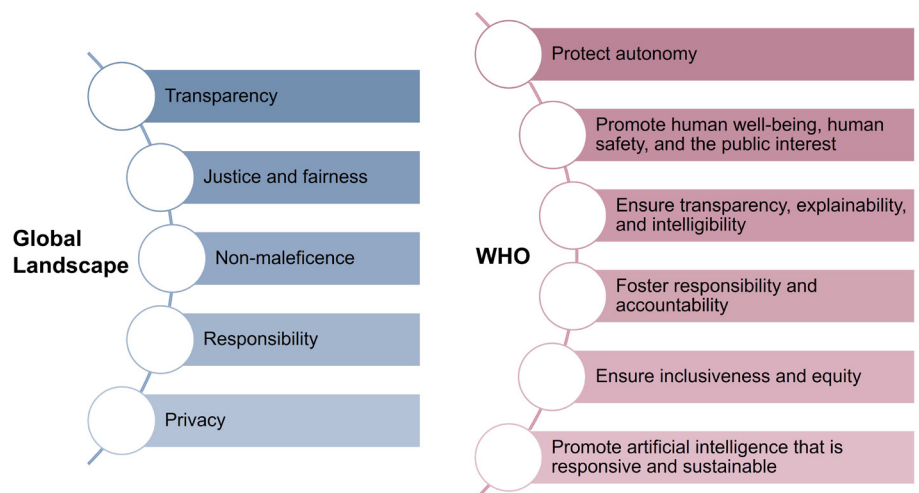 Global
Landscape
Transparency
Justice and fairness
Non-maleficence
Responsibility
Privacy
WHO
Protect autonomy
Promote human well-being, human
safety, and the public interest
Ensure transparency, explainability,
and intelligibility
Foster responsibility and
accountability
Ensure inclusiveness and equity
Promote artificial intelligence that is
responsive and sustainable